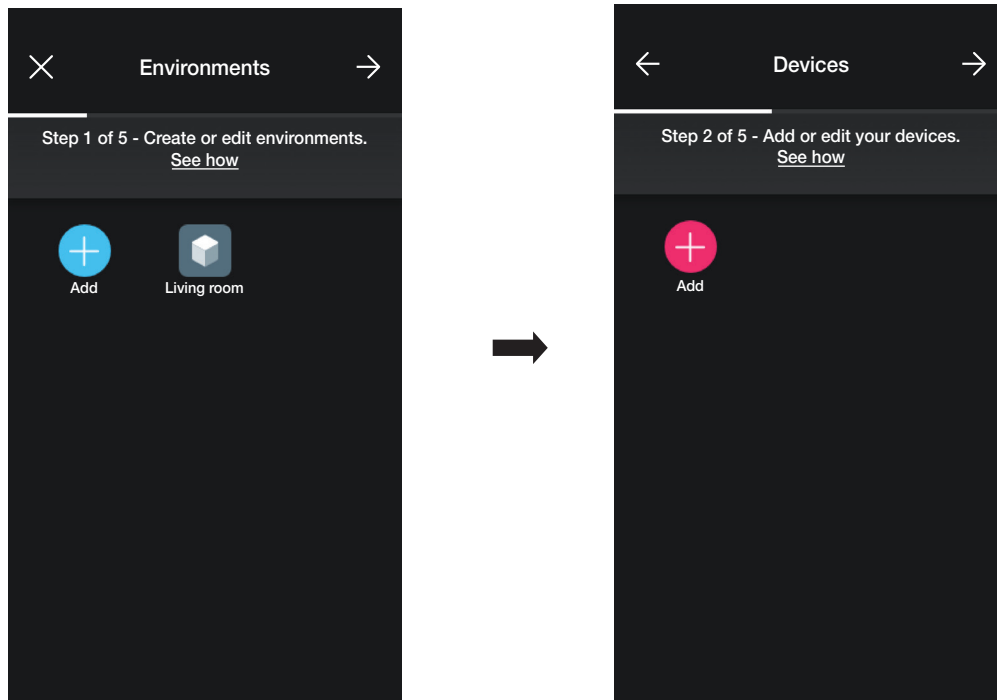 Environments
Step 1 of 5 - Create or edit environments.
See how
Add
Living room
Devices
Step 2 of 5 - Add or edit your devices.
See how
Add